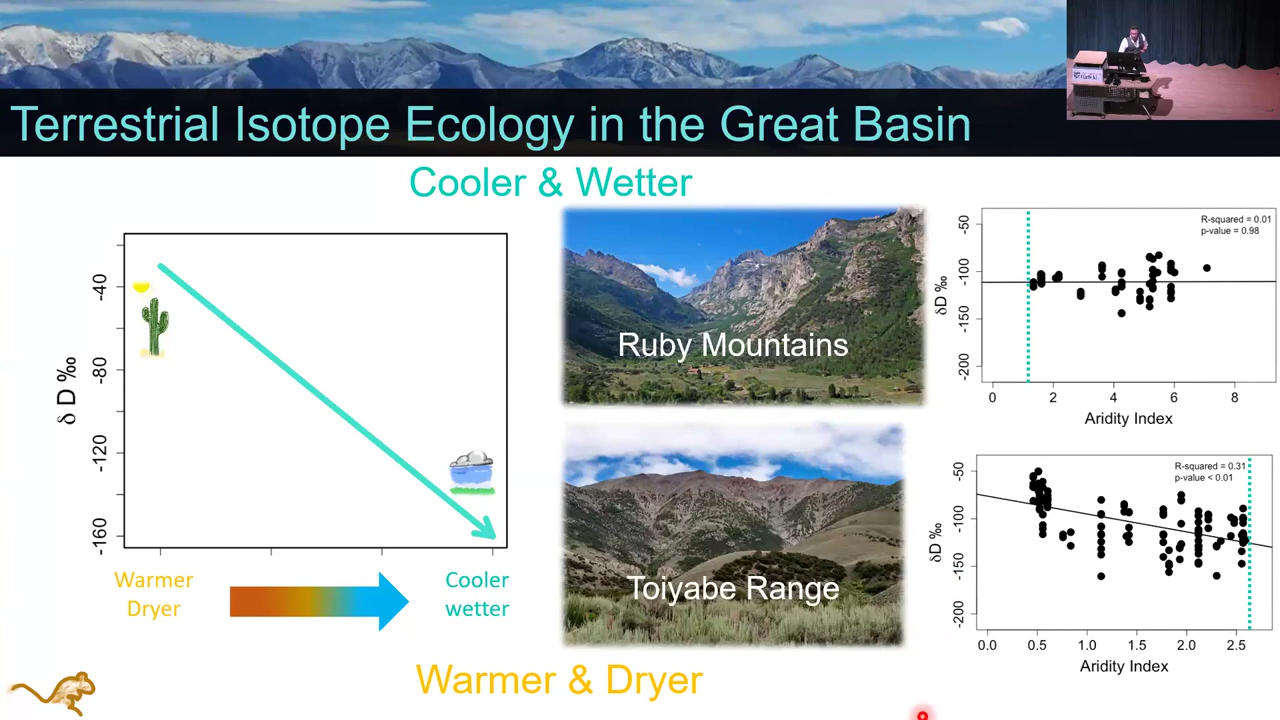 Terrestrial Isotope Ecology in the Great Basin
Cooler & Wetter
δ D ‰
-40
-80
-120
-160
Warmer
Dryer
Cooler
wetter
Ruby Mountains
Toiyabe Range
Warmer & Dryer
R-squared = 0.01
p-value = 0.98
δD ‰
-50
-100
-150
-200
0 2 4 6 8
Aridity Index
R-squared = 0.31
p-value < 0.01
δD ‰
-50
-100
-150
-200
0.0 0.5 1.0 1.5 2.0 2.5
Aridity Index